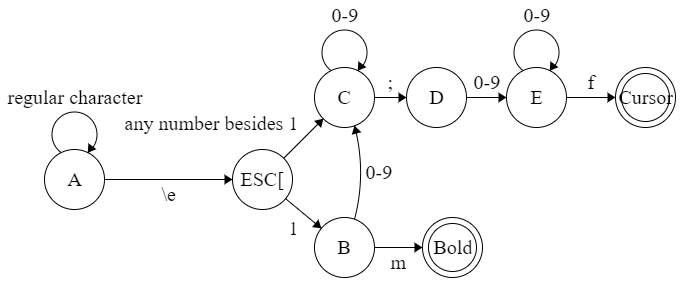 0-9
0-9
regular character
any number besides 1
C
;
D
0-9
E
f
Cursor
A
\e
ESC[
0-9
1
B
m
Bold